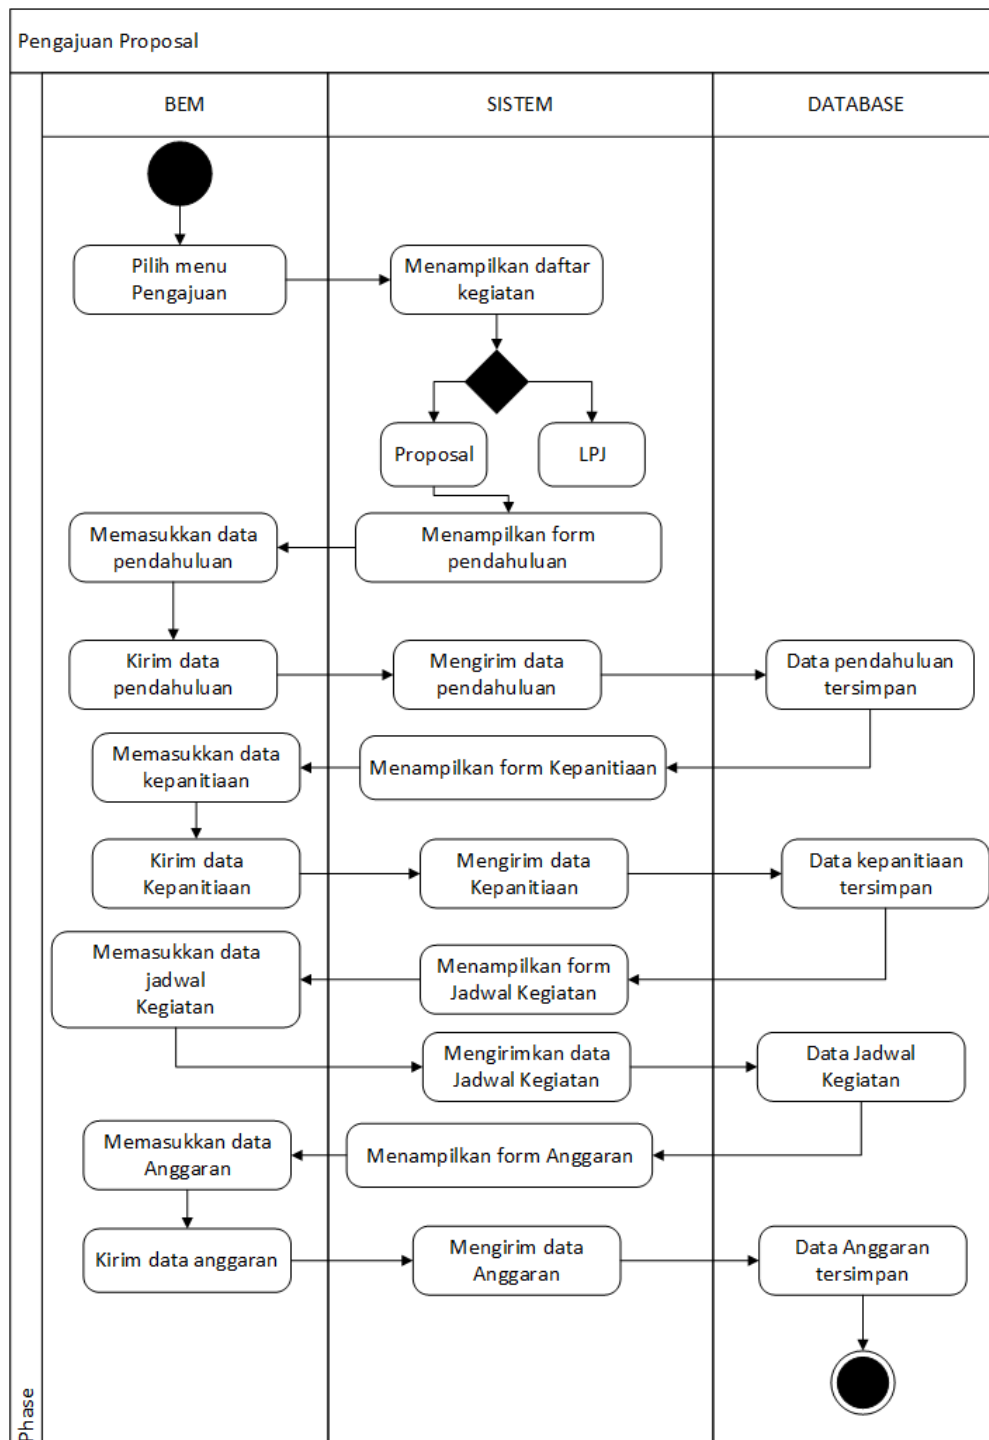 Pengajuan Proposal
BEM
SISTEM
DATABASE
Pilih menu
Pengajuan
Menampilkan daftar
kegiatan
Proposal
LPJ
Memasukkan data
pendahuluan
Menampilkan form
pendahuluan
Kirim data
pendahuluan
Mengirim data
pendahuluan
Data pendahuluan
tersimpan
Memasukkan data
kepanitiaan
Menampilkan form Kepanitiaan
Kirim data
Kepanitiaan
Mengirim data
Kepanitiaan
Data kepanitiaan
tersimpan
Memasukkan data
jadwal
Kegiatan
Menampilkan form
Jadwal Kegiatan
Mengirimkan data
Jadwal Kegiatan
Data Jadwal
Kegiatan
Memasukkan data
Anggaran
Menampilkan form Anggaran
Kirim data anggaran
Mengirim data
Anggaran
Data Anggaran
tersimpan
Phase